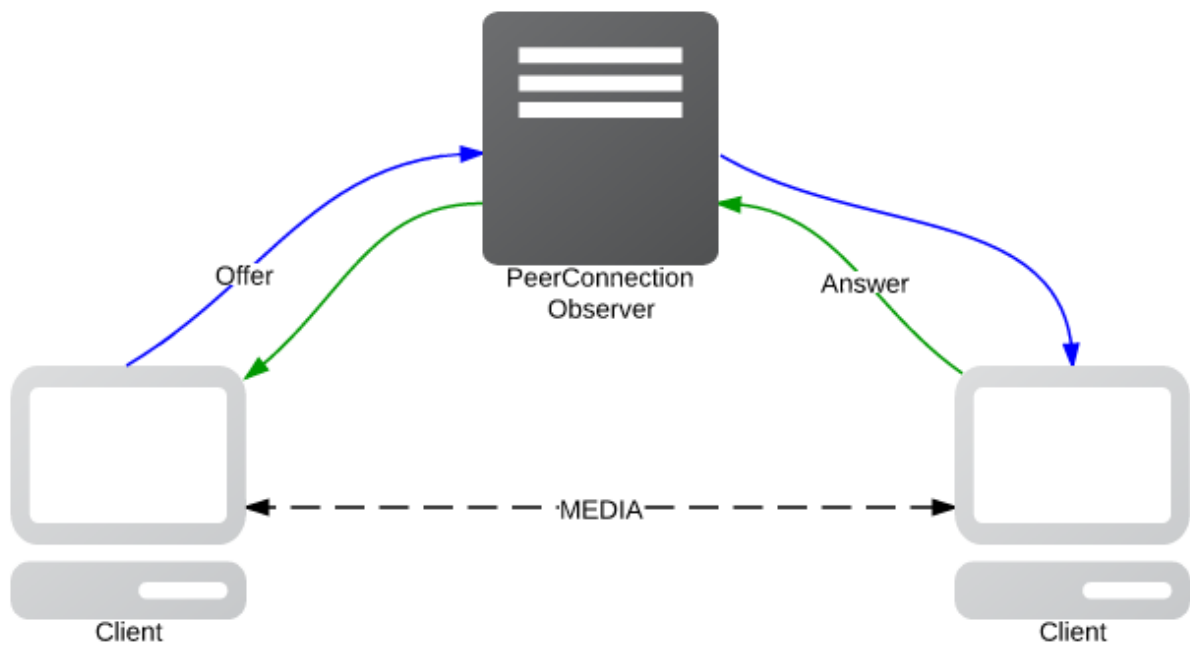 Offer
PeerConnection
Observer
Answer
MEDIA
Client
Client